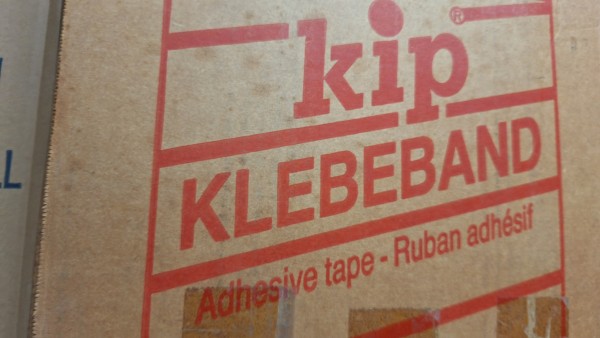 kip®
KLEBEBAND
Adhesive tape - Ruban adhésif